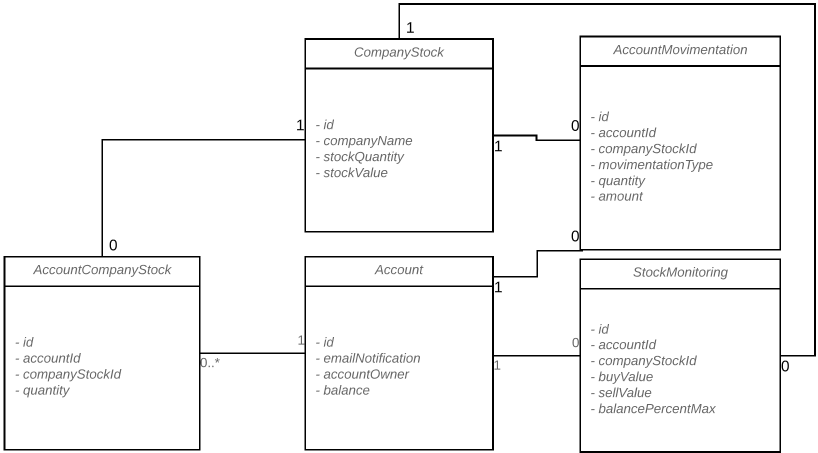 1
CompanyStock
- id
- companyName
- stockQuantity
- stockValue
1
1
AccountMovimentation
- id
- accountId
- companyStockId
- movimentationType
- quantity
- amount
0
0
0
AccountCompanyStock
- id
- accountId
- companyStockId
- quantity
0..*
1
Account
- id
- emailNotification
- accountOwner
- balance
1
1
0
StockMonitoring
- id
- accountId
- companyStockId
- buyValue
- sellValue
- balancePercentMax
0